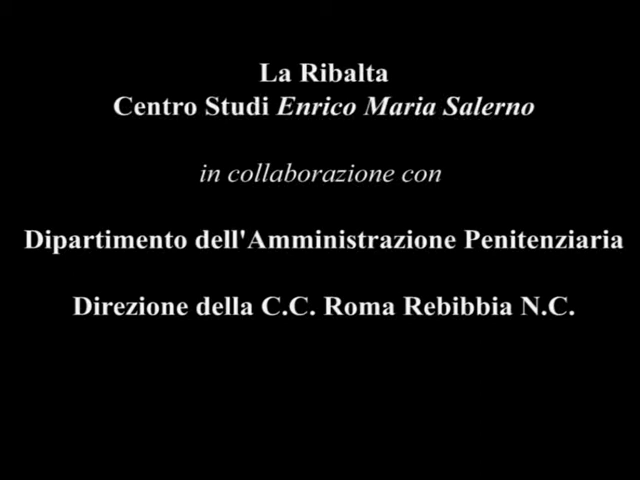 La Ribalta
Centro Studi Enrico Maria Salerno
in collaborazione con
Dipartimento dell'Amministrazione Penitenziaria
Direzione della C.C. Roma Rebibbia N.C.